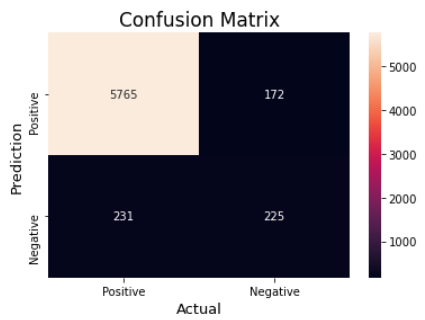 Confusion Matrix
5765 172
231 225
Positive
Negative
Prediction
Positive Negative
Actual
5000
4000
3000
2000
1000